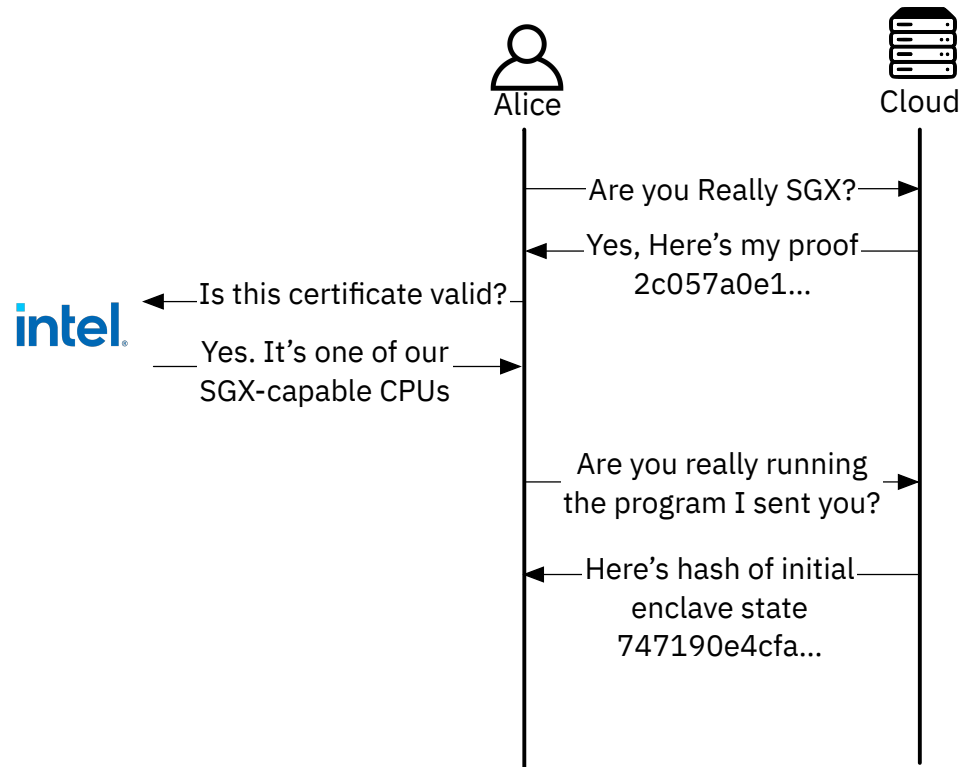 Alice
Cloud
Are you Really SGX?
Yes, Here’s my proof
2c057a0e1...
Is this certificate valid?
intel.
Yes. It’s one of our
SGX-capable CPUs
Are you really running
the program I sent you?
Here’s hash of initial
enclave state
747190e4cfa...